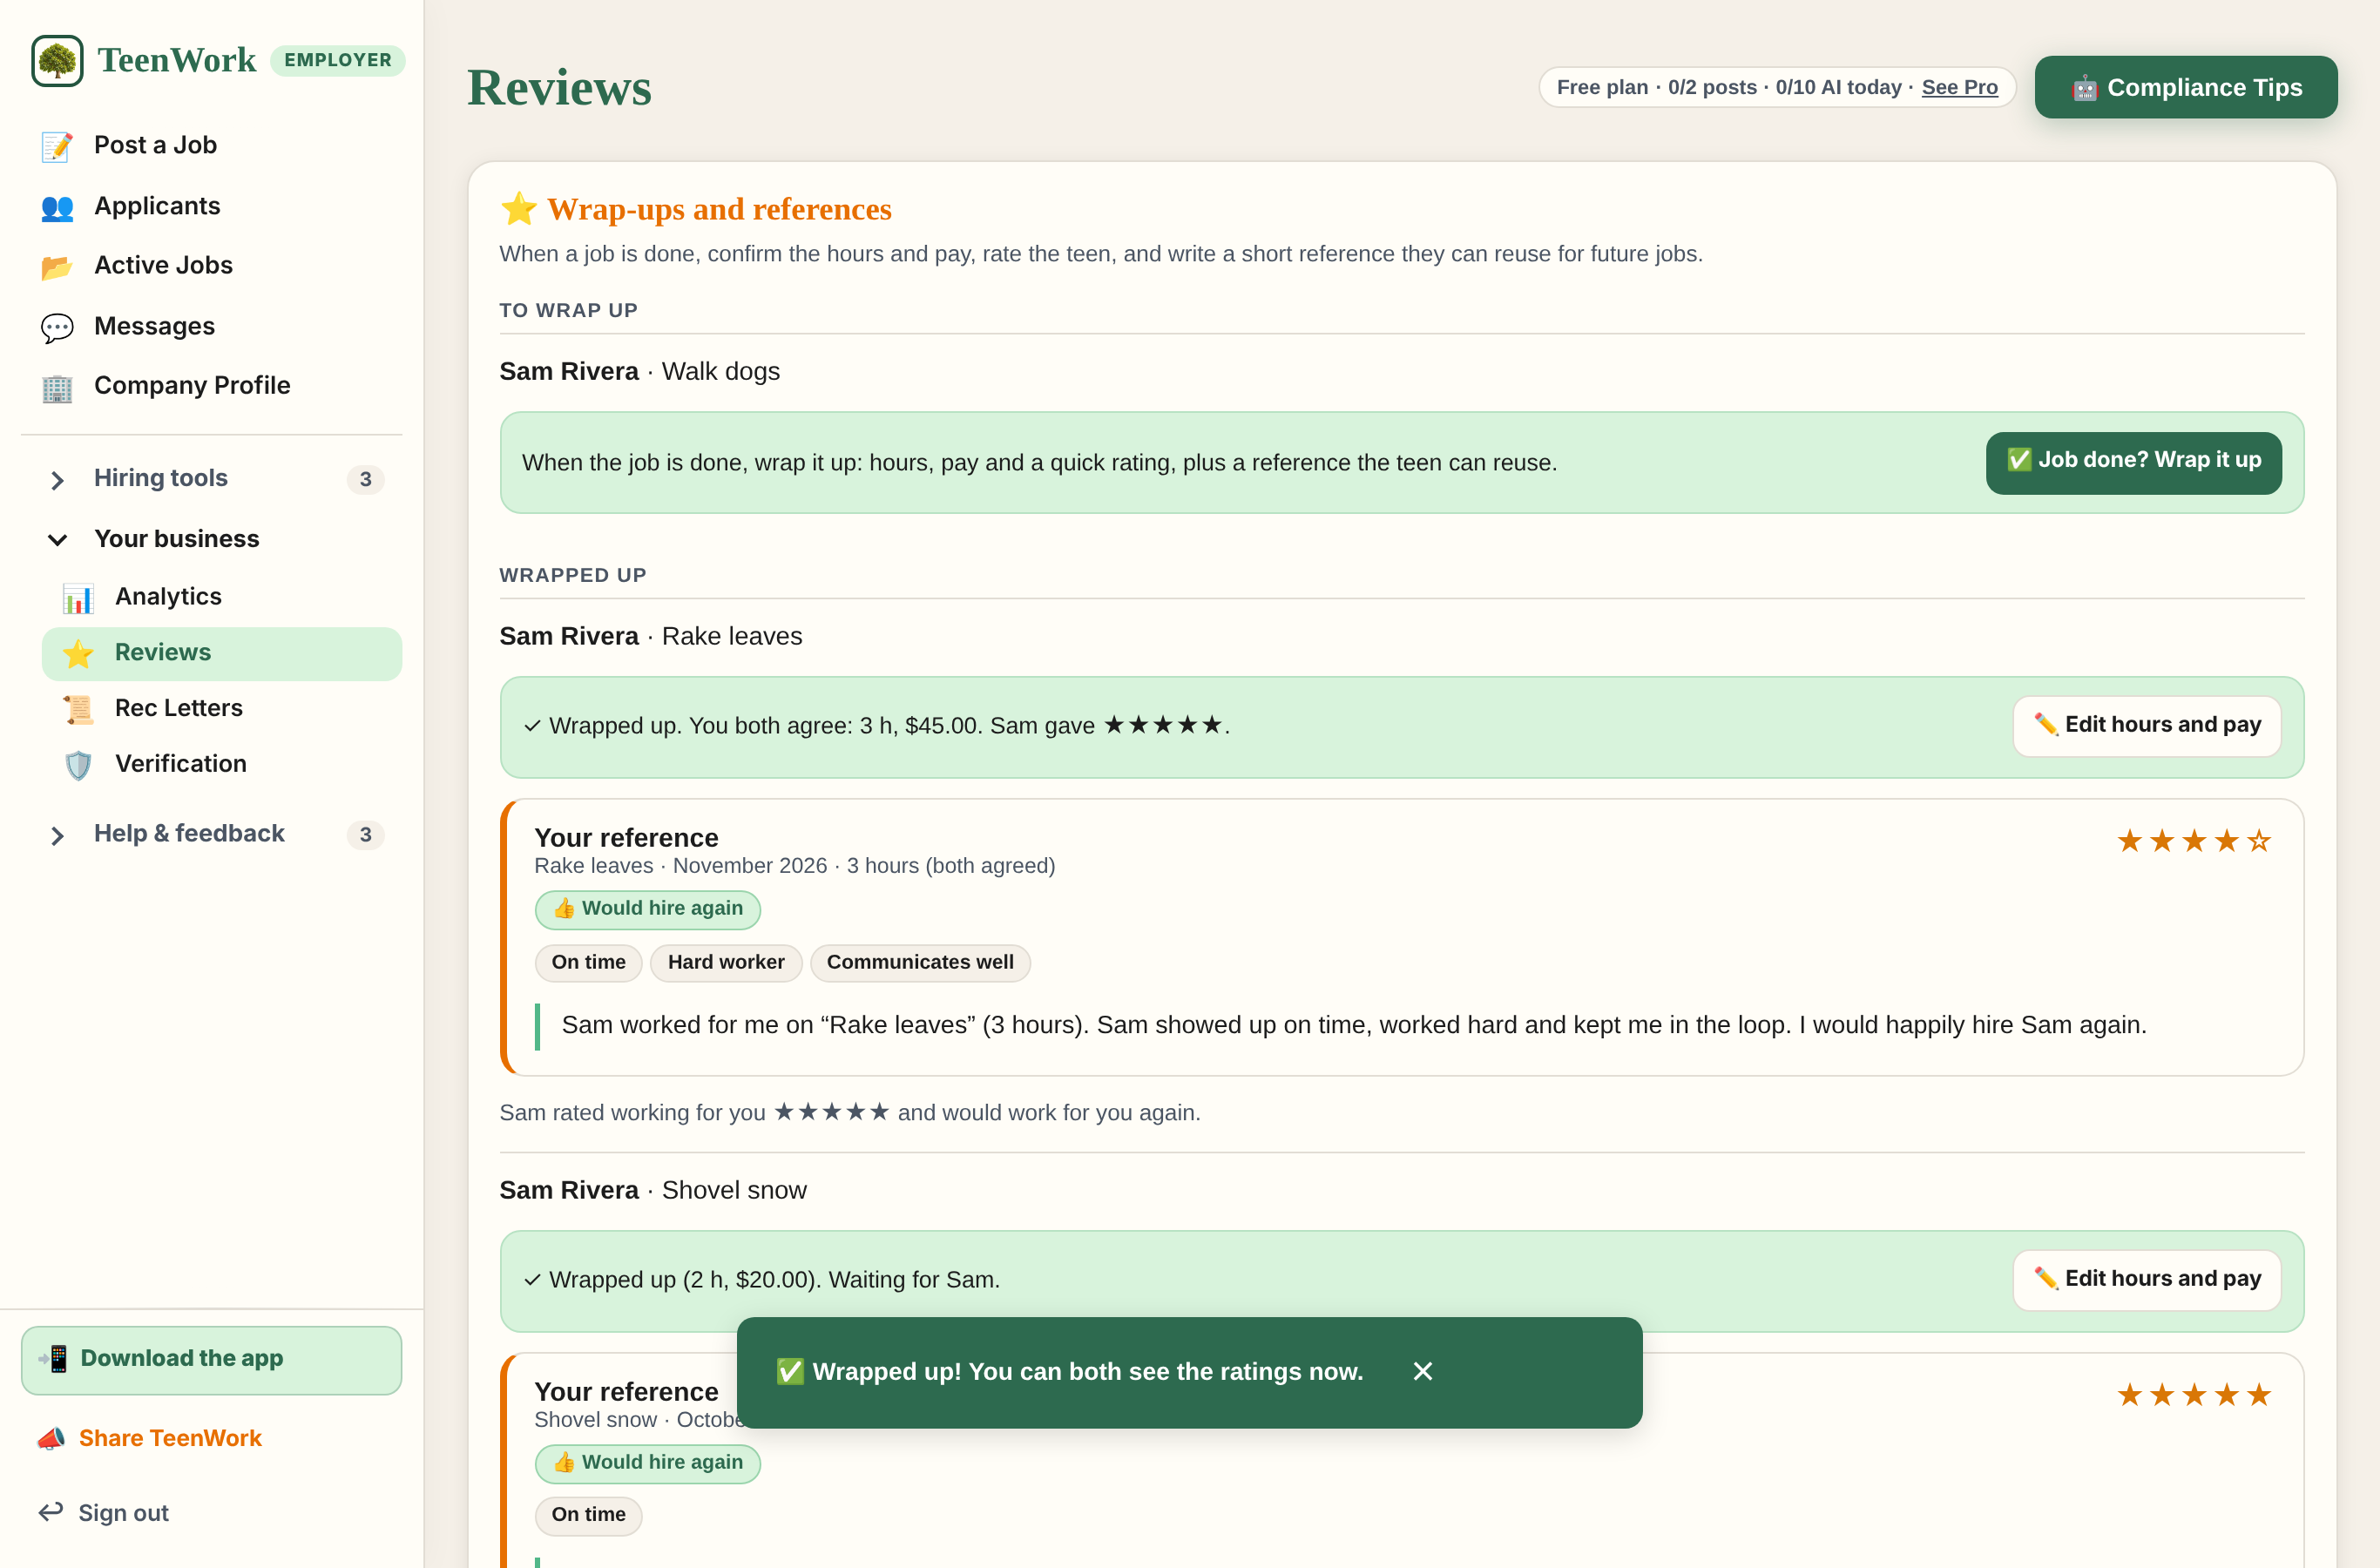 TeenWork EMPLOYER
Post a Job
Applicants
Active Jobs
Messages
Company Profile
Hiring tools 3
Your business
Analytics
Reviews
Rec Letters
Verification
Help & feedback 3
Download the app
Share TeenWork
Sign out
Reviews
Free plan · 0/2 posts · 0/10 AI today · See Pro
Compliance Tips
Wrap-ups and references
When a job is done, confirm the hours and pay, rate the teen, and write a short reference they can reuse for future jobs.
TO WRAP UP
Sam Rivera · Walk dogs
When the job is done, wrap it up: hours, pay and a quick rating, plus a reference the teen can reuse.
✅ Job done? Wrap it up
WRAPPED UP
Sam Rivera · Rake leaves
✓ Wrapped up. You both agree: 3 h, $45.00. Sam gave ★★★★★.
✏️ Edit hours and pay
Your reference
★★★★☆
Rake leaves · November 2026 · 3 hours (both agreed)
👍 Would hire again
On time
Hard worker
Communicates well
Sam worked for me on “Rake leaves” (3 hours). Sam showed up on time, worked hard and kept me in the loop. I would happily hire Sam again.
Sam rated working for you ★★★★★ and would work for you again.
Sam Rivera · Shovel snow
✓ Wrapped up (2 h, $20.00). Waiting for Sam.
✏️ Edit hours and pay
Your reference
★★★★★
Shovel snow ·
👍 Would hire again
On time
✅ Wrapped up! You can both see the ratings now. ✕